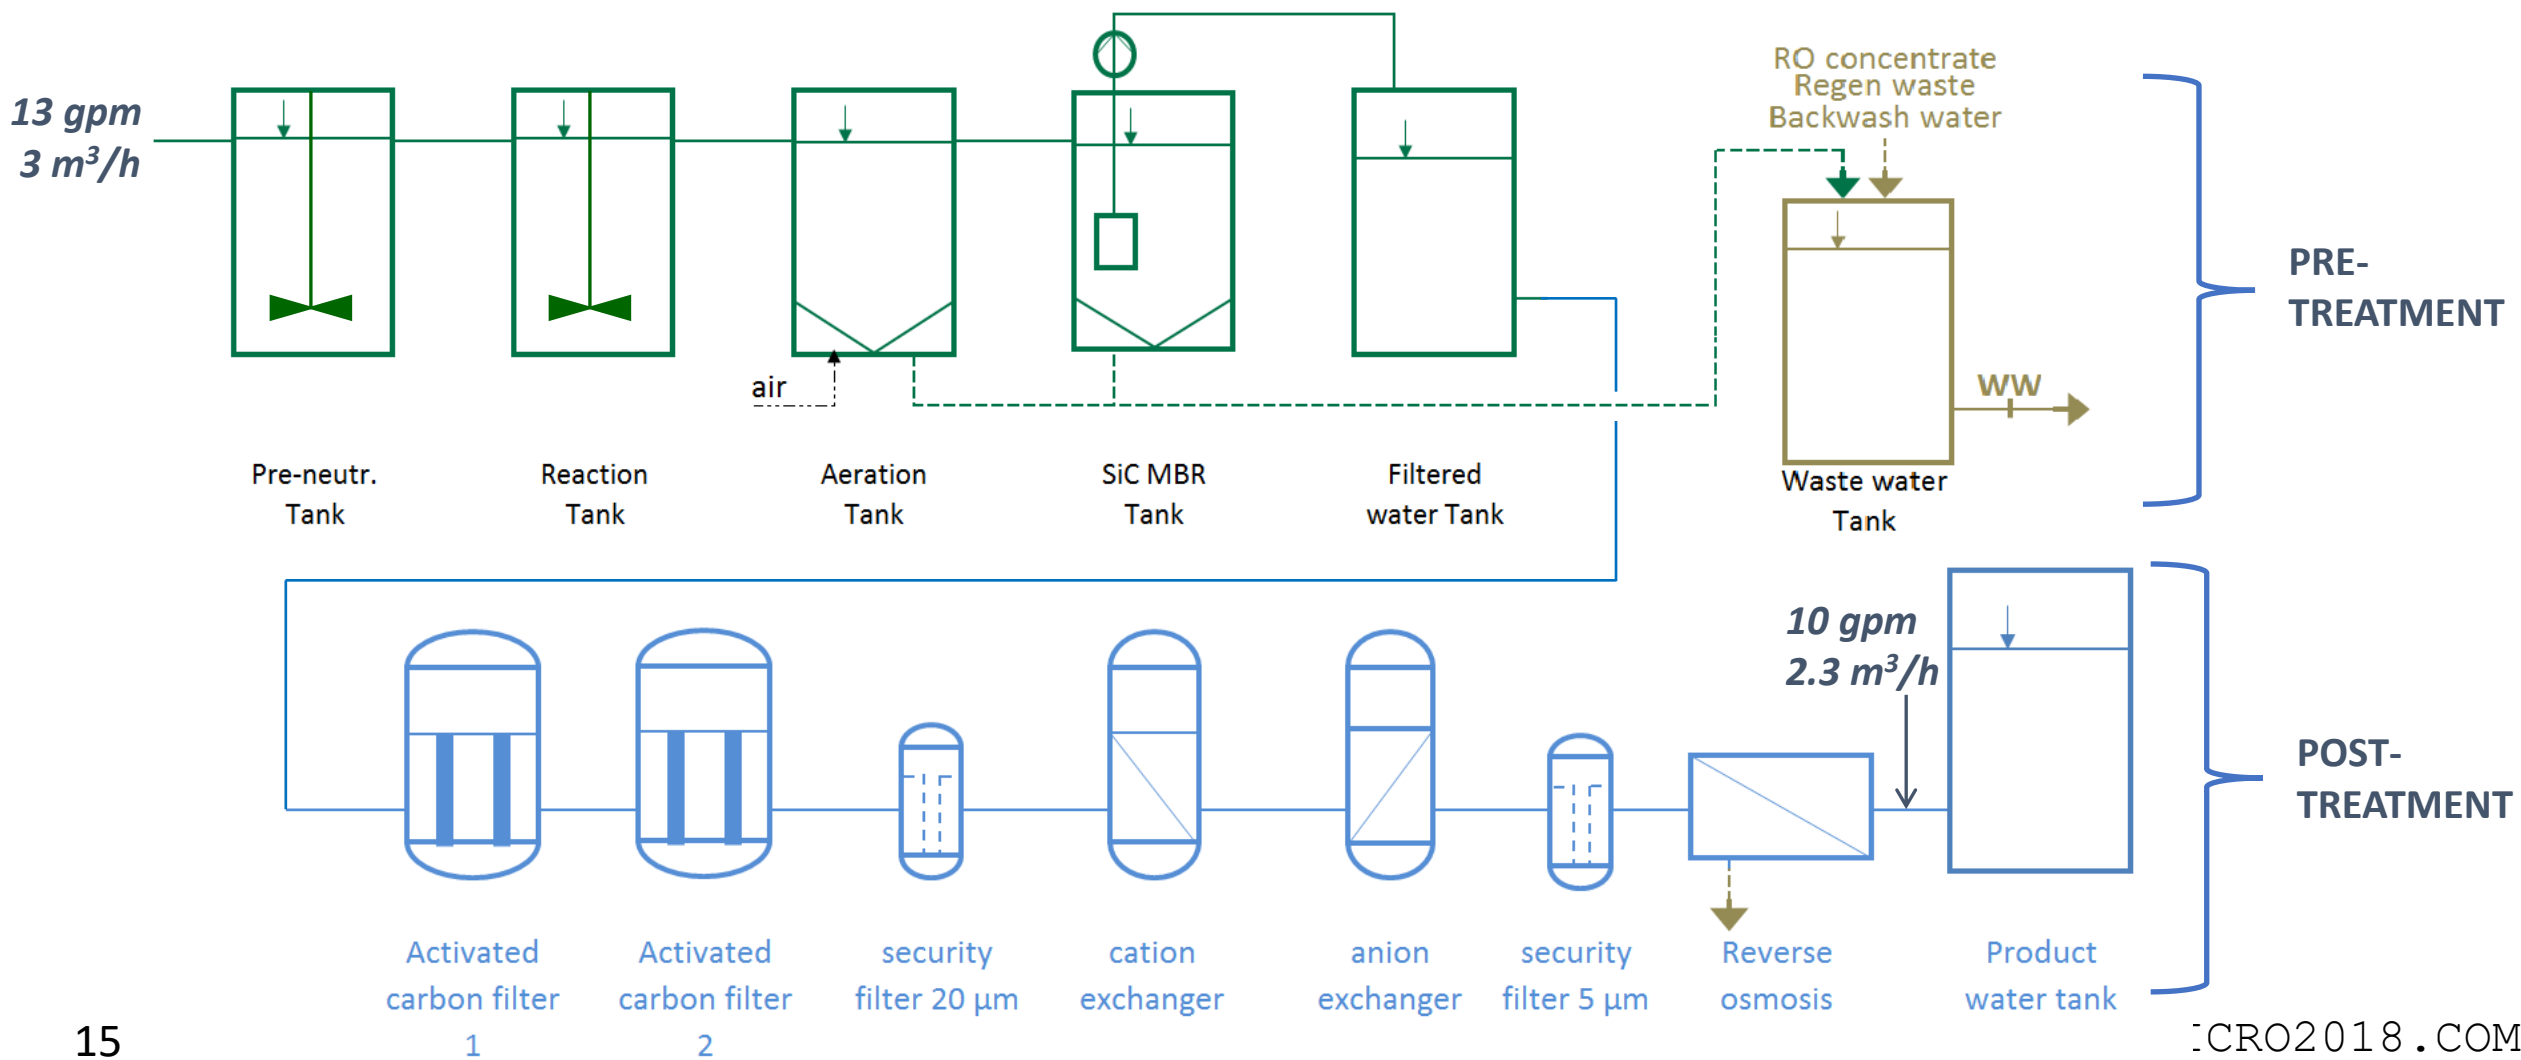 13 gpm
3 m³/h
RO concentrate
Regen waste
Backwash water
air
WW
PRE-
TREATMENT
Pre-neutr.
Tank
Reaction
Tank
Aeration
Tank
SiC MBR
Tank
Filtered
water Tank
Waste water
Tank
10 gpm
2.3 m³/h
POST-
TREATMENT
Activated
carbon filter
1
Activated
carbon filter
2
security
filter 20 µm
cation
exchanger
anion
exchanger
security
filter 5 µm
Reverse
osmosis
Product
water tank
15
CRO2018.COM